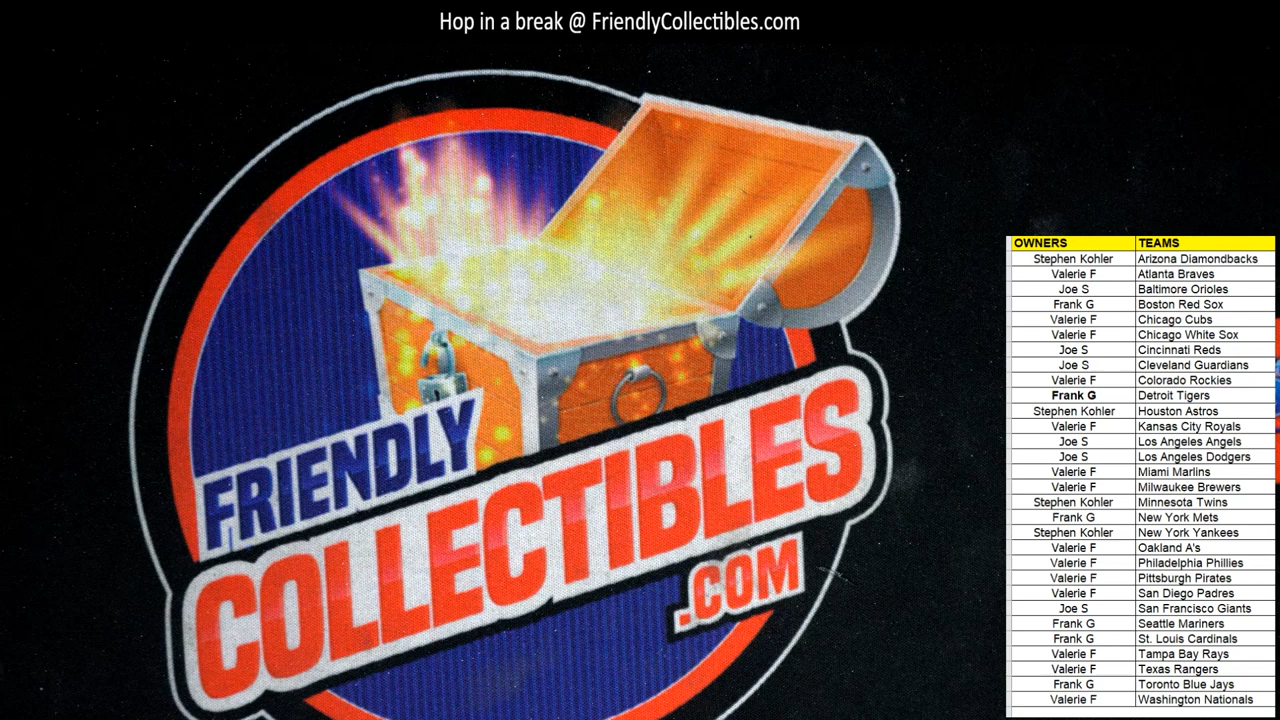 Hop in a break @ FriendlyCollectibles.com
FRIENDLY
COLLECTIBLES
.COM
OWNERS TEAMS
Stephen Kohler Arizona Diamondbacks
Valerie F Atlanta Braves
Joe S Baltimore Orioles
Frank G Boston Red Sox
Valerie F Chicago Cubs
Valerie F Chicago White Sox
Joe S Cincinnati Reds
Joe S Cleveland Guardians
Valerie F Colorado Rockies
Frank G Detroit Tigers
Stephen Kohler Houston Astros
Valerie F Kansas City Royals
Joe S Los Angeles Angels
Joe S Los Angeles Dodgers
Valerie F Miami Marlins
Valerie F Milwaukee Brewers
Stephen Kohler Minnesota Twins
Frank G New York Mets
Stephen Kohler New York Yankees
Valerie F Oakland A's
Valerie F Philadelphia Phillies
Valerie F Pittsburgh Pirates
Valerie F San Diego Padres
Joe S San Francisco Giants
Frank G Seattle Mariners
Frank G St. Louis Cardinals
Valerie F Tampa Bay Rays
Valerie F Texas Rangers
Frank G Toronto Blue Jays
Valerie F Washington Nationals